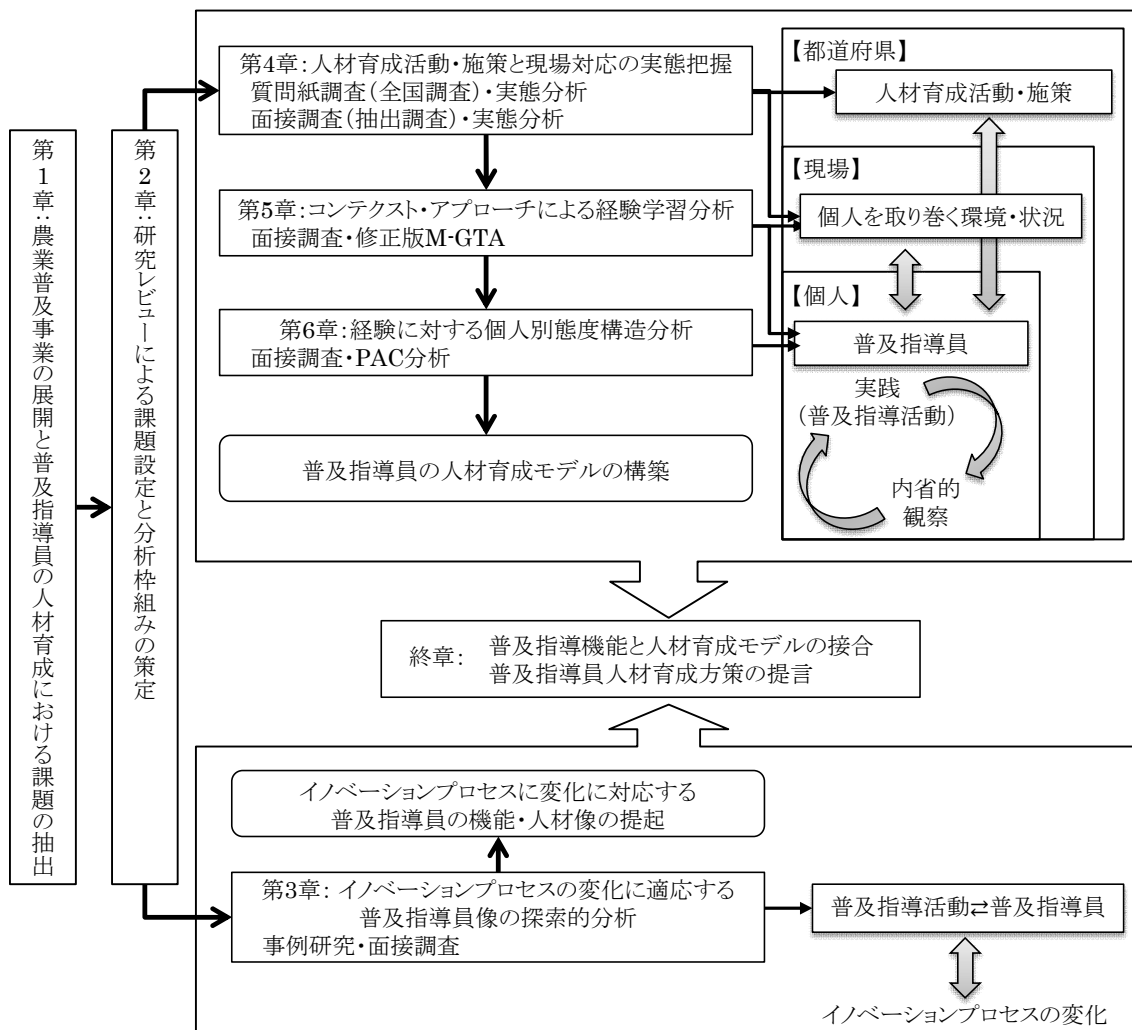 第1章:農業普及事業の展開と普及指導員の人材育成における課題の抽出
第2章:研究レビューによる課題設定と分析枠組みの策定
第4章:人材育成活動・施策と現場対応の実態把握
質問紙調査(全国調査)・実態分析
面接調査(抽出調査)・実態分析
第5章:コンテクスト・アプローチによる経験学習分析
面接調査・修正版M-GTA
第6章:経験に対する個人別態度構造分析
面接調査・PAC分析
普及指導員の人材育成モデルの構築
【都道府県】
人材育成活動・施策
【現場】
個人を取り巻く環境・状況
【個人】
普及指導員
実践
(普及指導活動)
内省的
観察
終章: 普及指導機能と人材育成モデルの接合
普及指導員人材育成方策の提言
イノベーションプロセスに変化に対応する
普及指導員の機能・人材像の提起
第3章: イノベーションプロセスの変化に適応する
普及指導員像の探索的分析
事例研究・面接調査
普及指導活動⇄普及指導員
イノベーションプロセスの変化